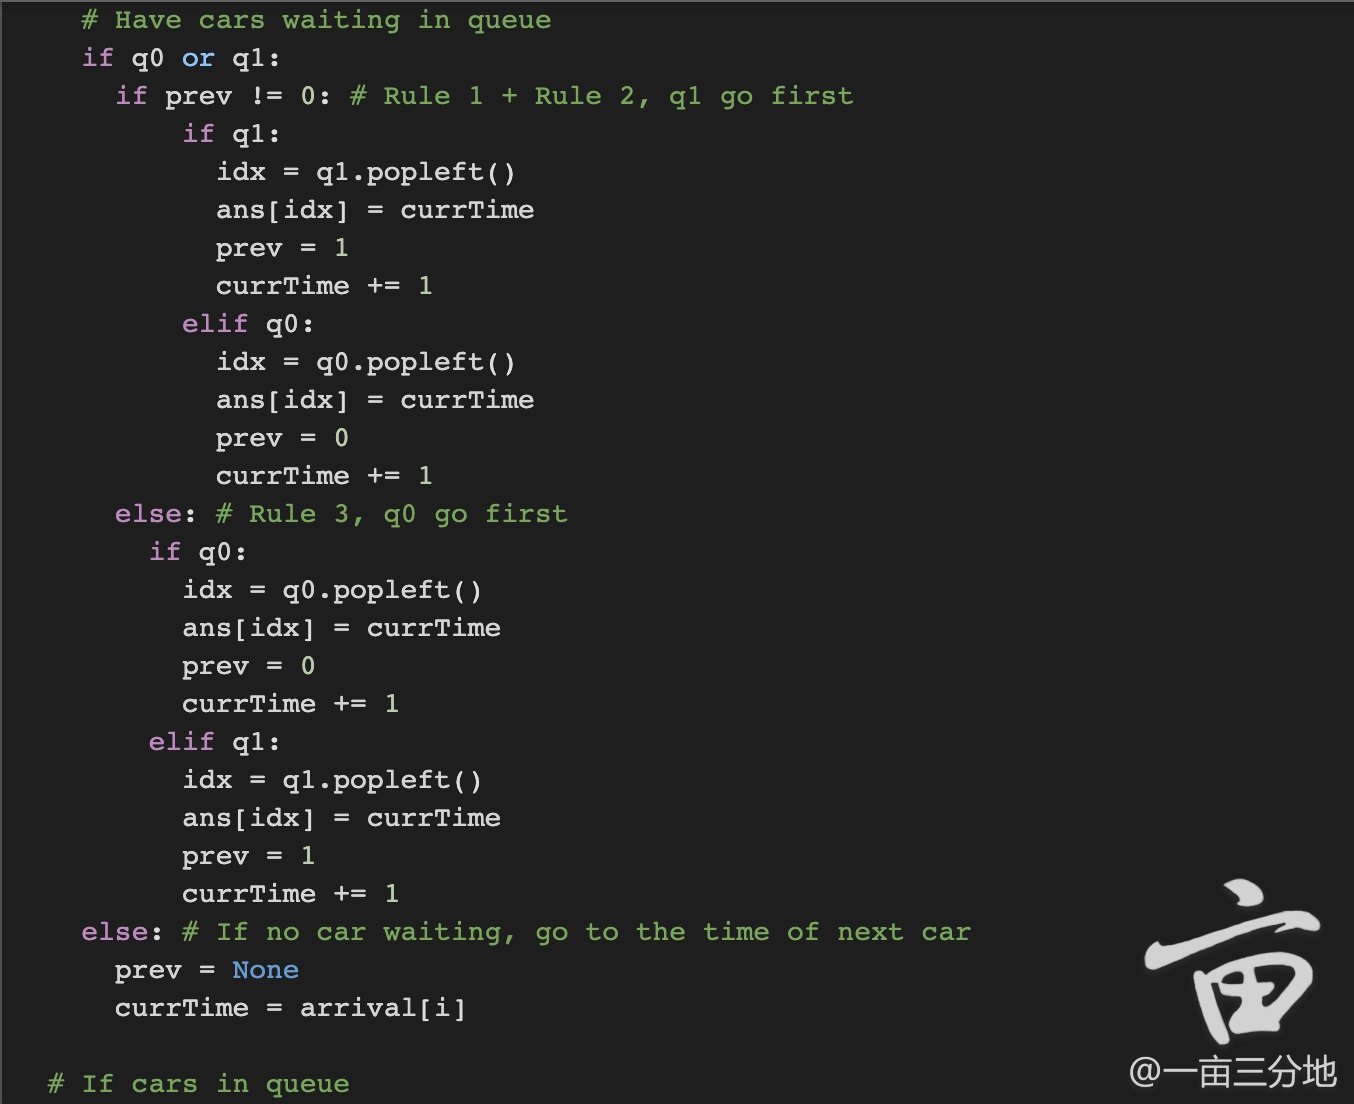 # Have cars waiting in queue
if q0 or q1:
if prev != 0: # Rule 1 + Rule 2, q1 go first
if q1:
idx = q1.popleft()
ans[idx] = currTime
prev = 1
currTime += 1
elif q0:
idx = q0.popleft()
ans[idx] = currTime
prev = 0
currTime += 1
else: # Rule 3, q0 go first
if q0:
idx = q0.popleft()
ans[idx] = currTime
prev = 0
currTime += 1
elif q1:
idx = q1.popleft()
ans[idx] = currTime
prev = 1
currTime += 1
else: # If no car waiting, go to the time of next car
prev = None
currTime = arrival[i]
# If cars in queue
亩
@一亩三分地